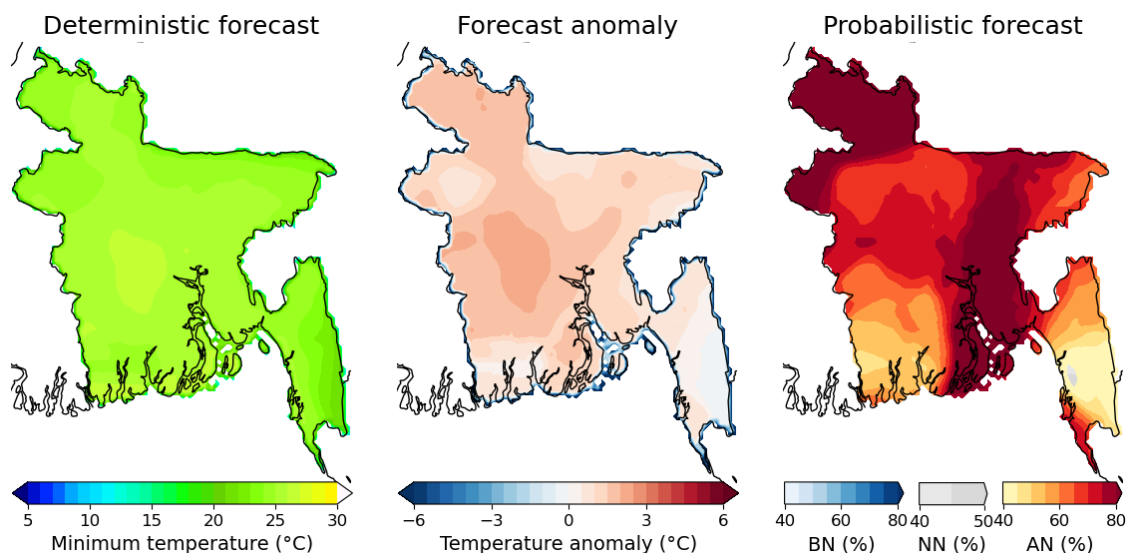 Deterministic forecast
Forecast anomaly
Probabilistic forecast
5 10 15 20 25 30
Minimum temperature (°C)
−6 −3 0 3 6
Temperature anomaly (°C)
40 60 80
BN (%)
40 50
NN (%)
40 60 80
AN (%)